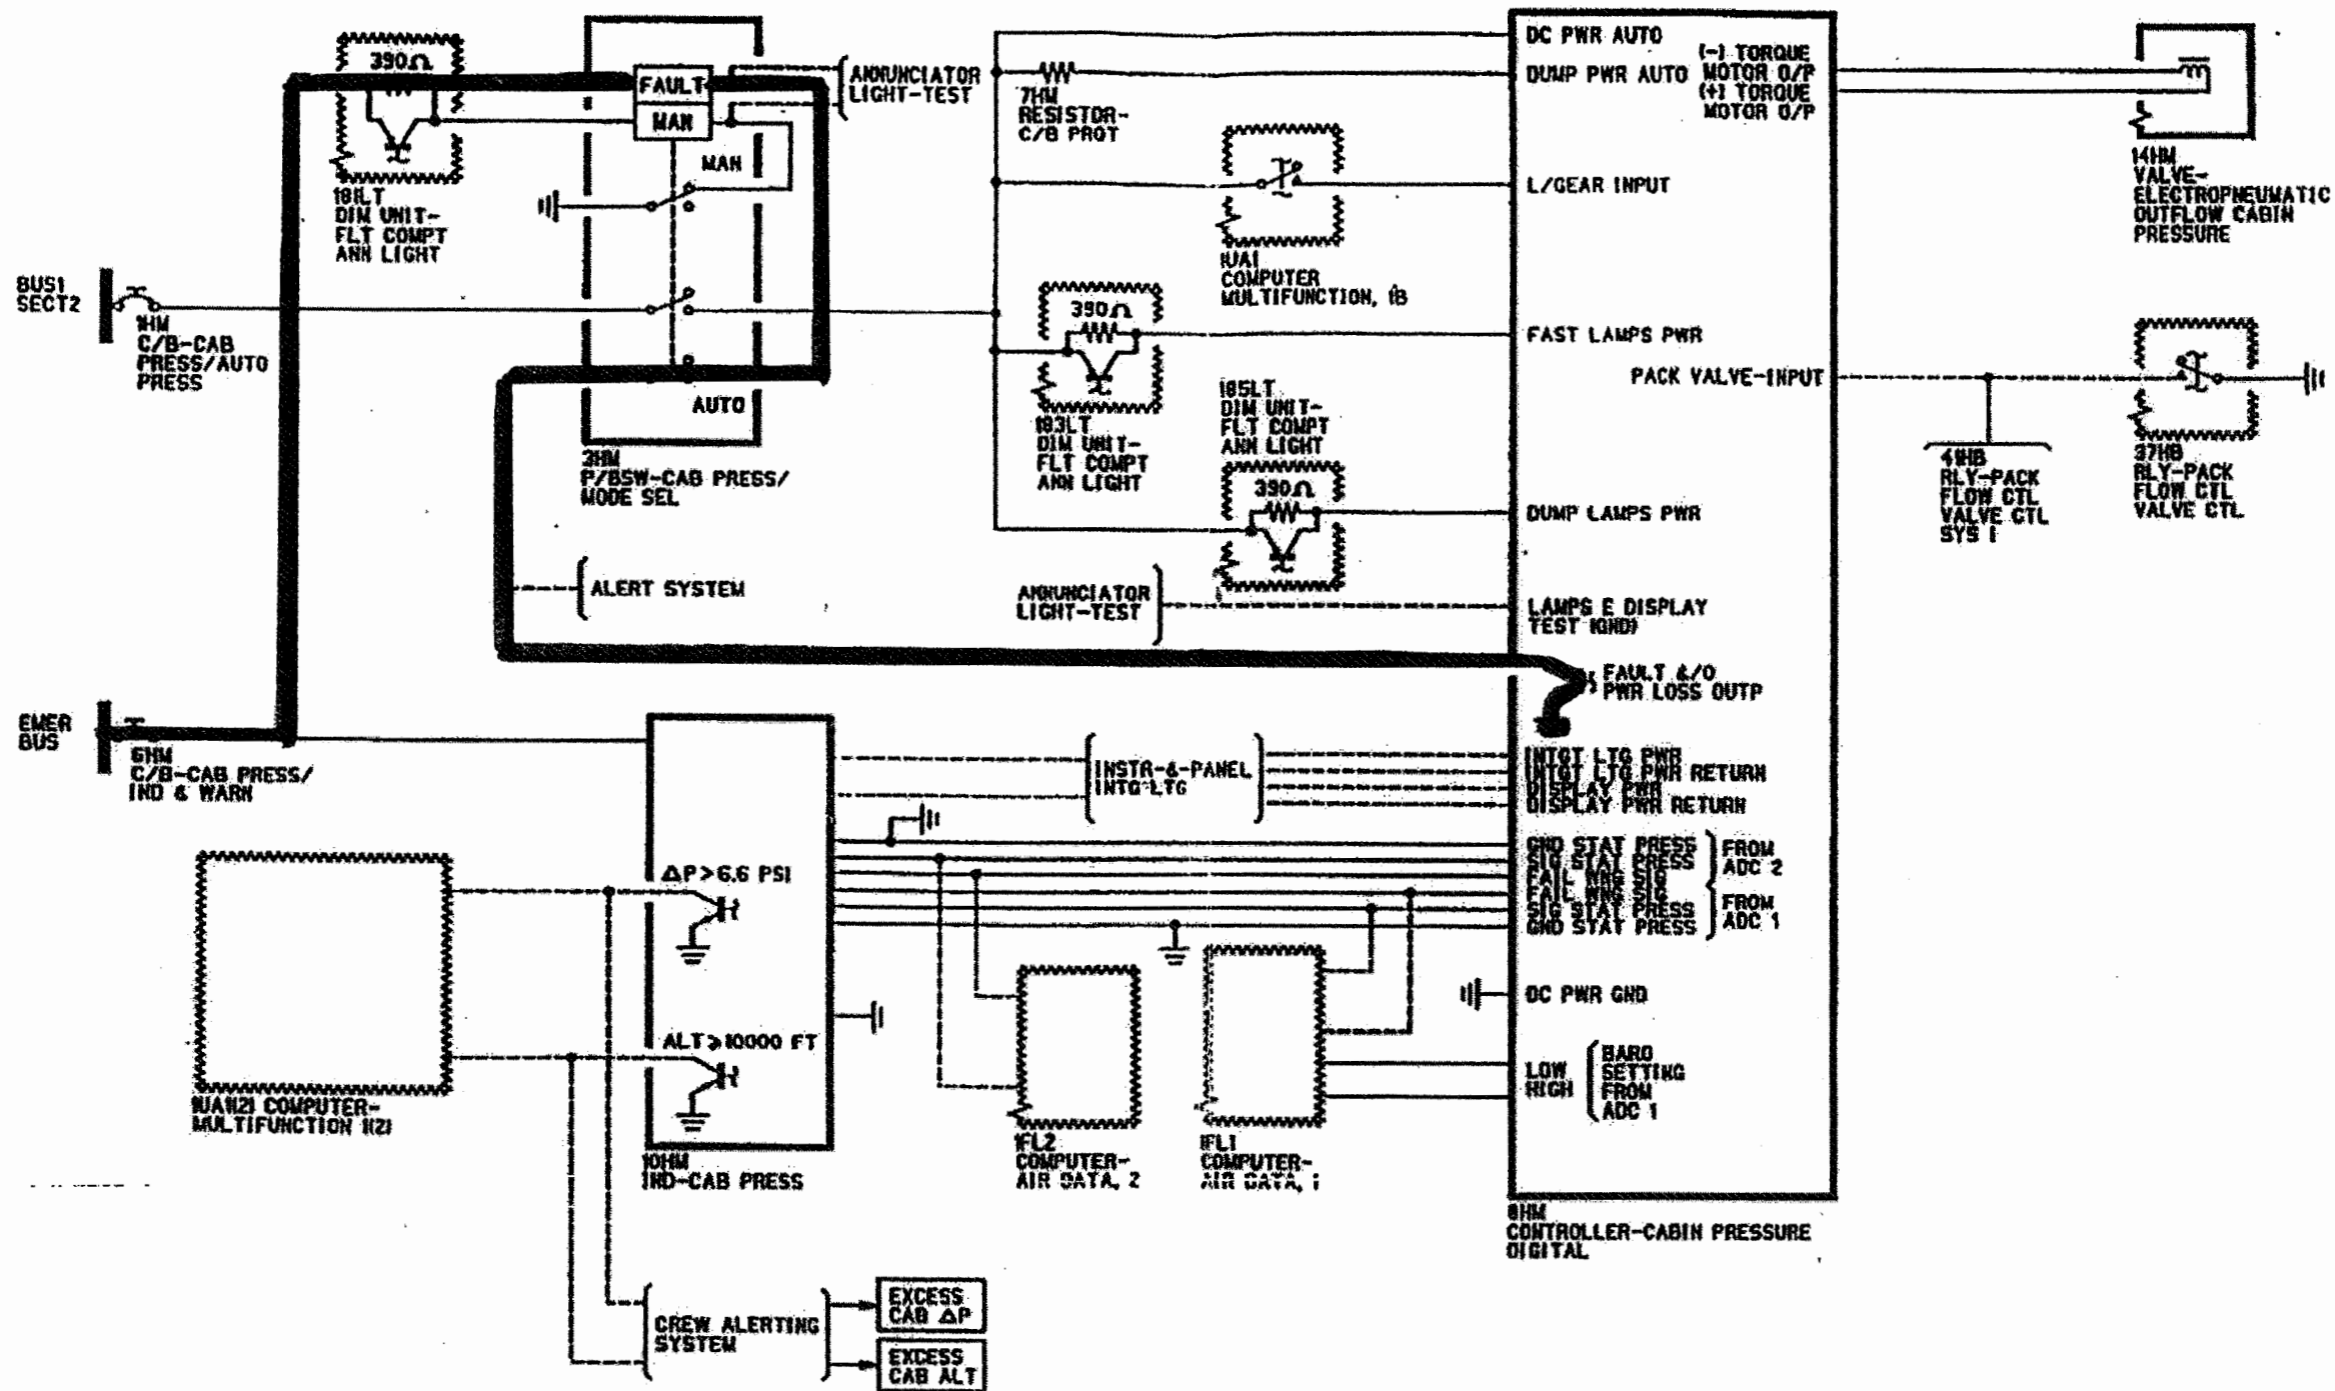 390Ω
181LT
DIM UNIT-
FLT COMPT
ANN LIGHT
FAULT
MAN
MAN
AUTO
3HM
P/BSW-CAB PRESS/
MODE SEL
ANNUNCIATOR
LIGHT-TEST
BUS1
SECT2
1HM
C/B-CAB
PRESS/AUTO
PRESS
7HM
RESISTOR-
C/B PROT
1UA1
COMPUTER
MULTIFUNCTION, 1B
390Ω
183LT
DIM UNIT-
FLT COMPT
ANN LIGHT
185LT
DIM UNIT-
FLT COMPT
ANN LIGHT
390Ω
ALERT SYSTEM
ANNUNCIATOR
LIGHT-TEST
DC PWR AUTO
DUMP PWR AUTO
(-) TORQUE
MOTOR O/P
(+) TORQUE
MOTOR O/P
L/GEAR INPUT
FAST LAMPS PWR
PACK VALVE-INPUT
DUMP LAMPS PWR
LAMPS E DISPLAY
TEST (GND)
FAULT &/O
PWR LOSS OUTP
INTGT LTG PWR
INTGT LTG PWR RETURN
DISPLAY PWR
DISPLAY PWR RETURN
GND STAT PRESS
SIG STAT PRESS
FAIL WNG SIG
FROM
ADC 2
FAIL WNG SIG
SIG STAT PRESS
GND STAT PRESS
FROM
ADC 1
DC PWR GND
LOW
HIGH
BARO
SETTING
FROM
ADC 1
8HM
CONTROLLER-CABIN PRESSURE
DIGITAL
14HM
VALVE-
ELECTROPNEUMATIC
OUTFLOW CABIN
PRESSURE
41HB
RLY-PACK
FLOW CTL
VALVE CTL
SYS 1
37HB
RLY-PACK
FLOW CTL
VALVE CTL
EMER
BUS
6HM
C/B-CAB PRESS/
IND & WARN
INSTR-&-PANEL
INTG LTG
ΔP>6.6 PSI
ALT≥10000 FT
10HM
IND-CAB PRESS
1UA1(2) COMPUTER-
MULTIFUNCTION 1(2)
1FL2
COMPUTER-
AIR DATA, 2
1FL1
COMPUTER-
AIR DATA, 1
CREW ALERTING
SYSTEM
EXCESS
CAB ΔP
EXCESS
CAB ALT